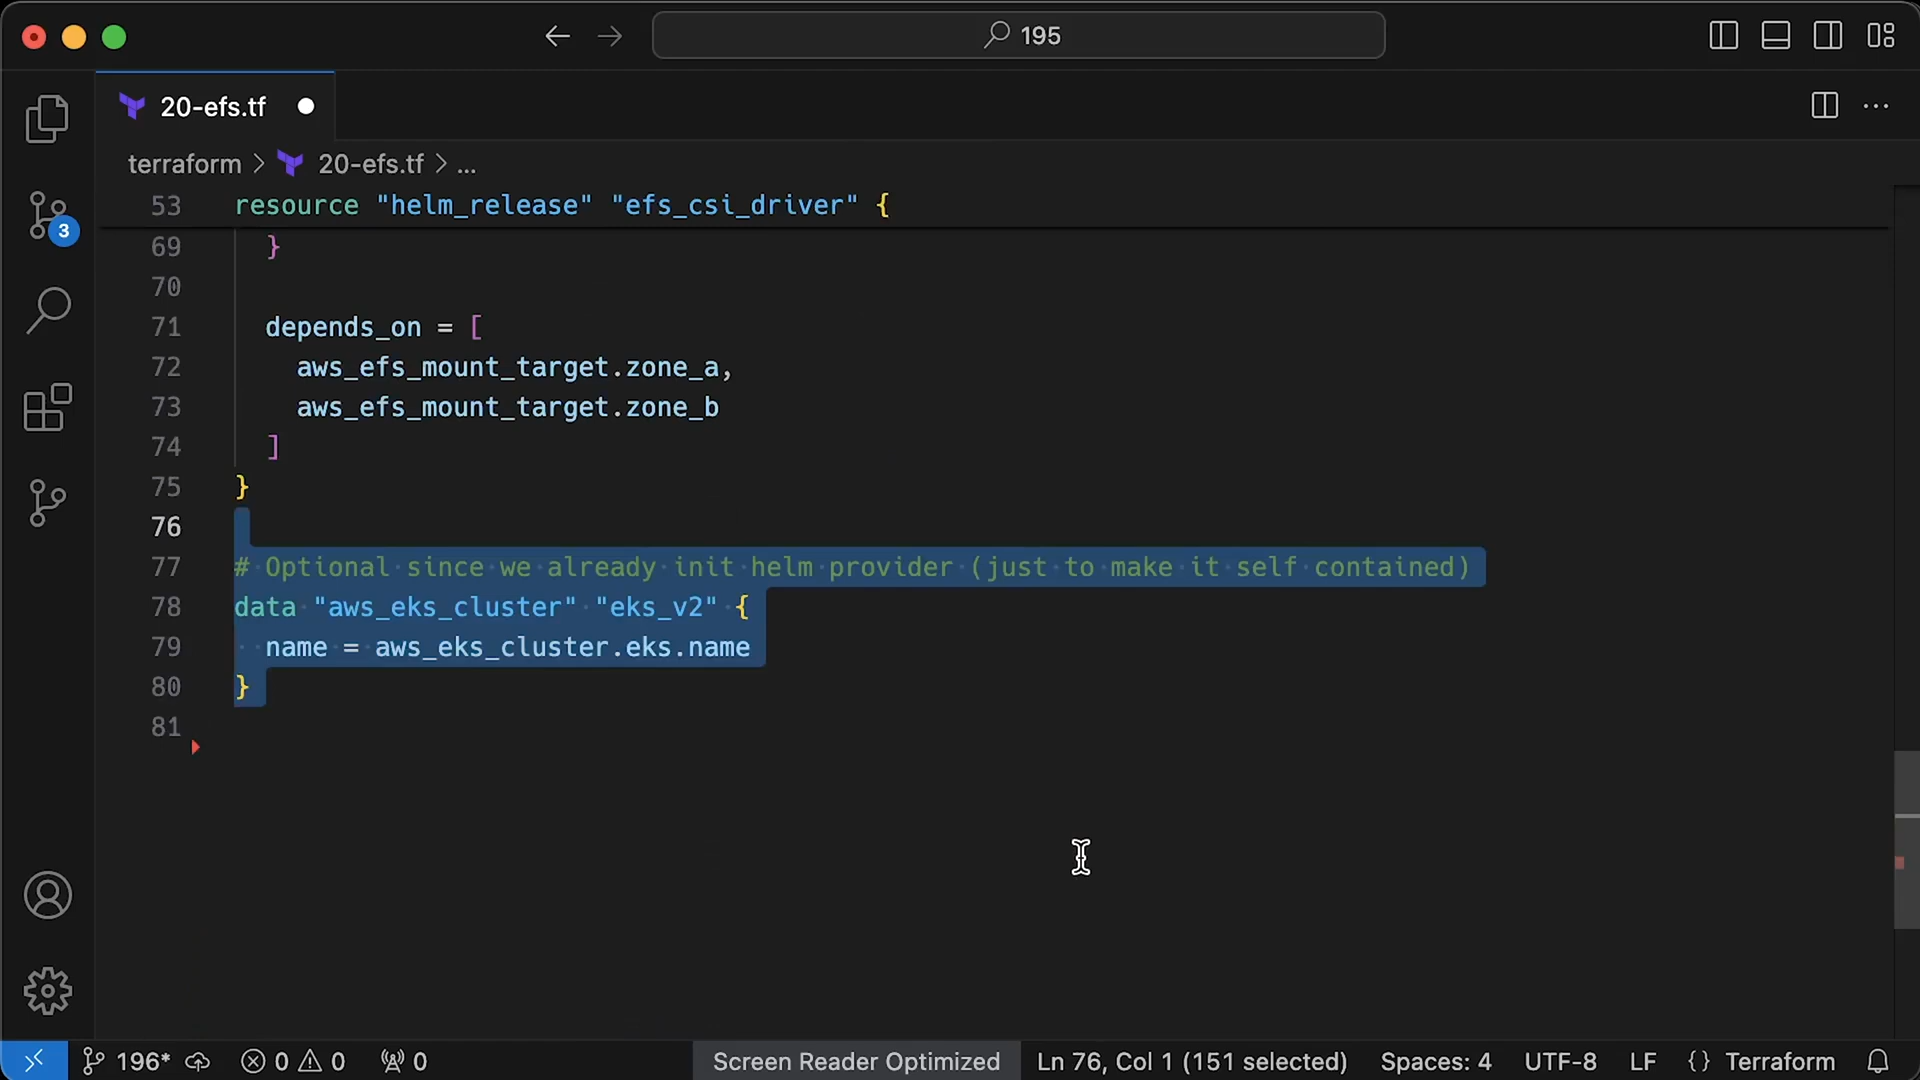 195
20-efs.tf
terraform > 20-efs.tf > ...
53 resource "helm_release" "efs_csi_driver" {
69 }
70
71 depends_on = [
72 aws_efs_mount_target.zone_a,
73 aws_efs_mount_target.zone_b
74 ]
75 }
76
77 # Optional since we already init helm provider (just to make it self contained)
78 data "aws_eks_cluster" "eks_v2" {
79 name = aws_eks_cluster.eks.name
80 }
81
3
196* 0 0 0 Screen Reader Optimized Ln 76, Col 1 (151 selected) Spaces: 4 UTF-8 LF {} Terraform